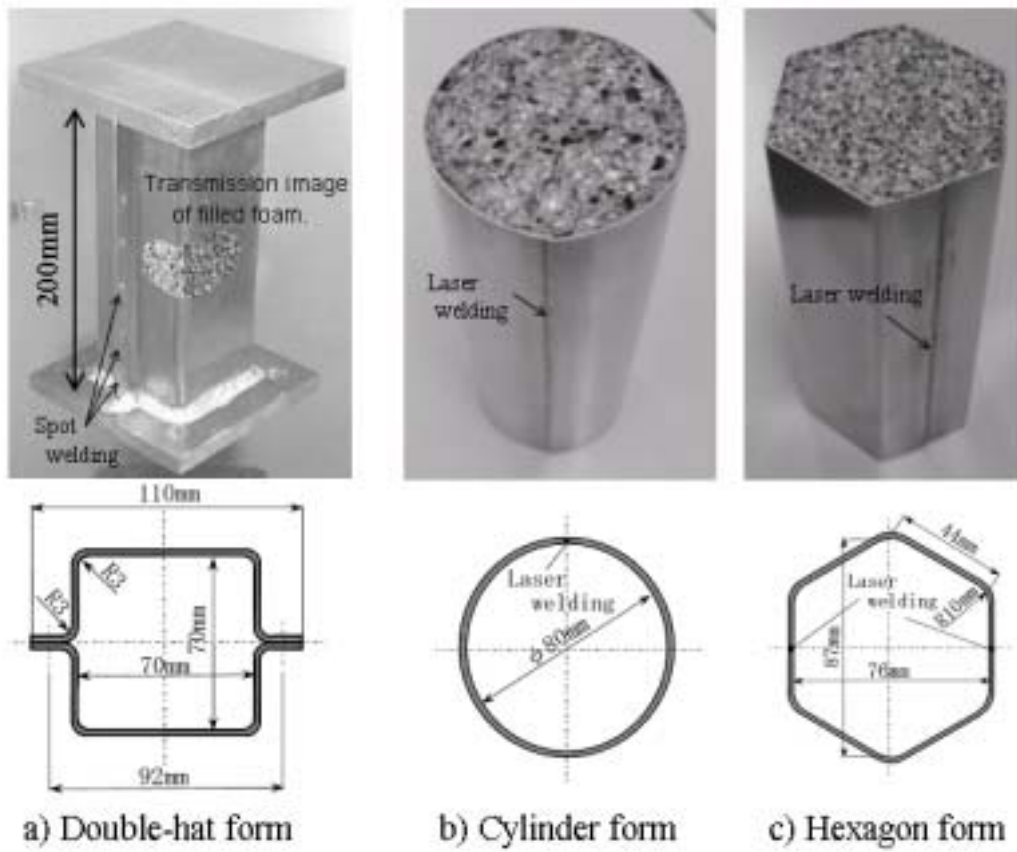 Transmission image
of filled foam.
200mm
Spot
welding
Laser
welding
Laser welding
110mm
R3
R3
70mm
70mm
92mm
Laser
welding
φ80mm
44mm
Laser
welding
R10mm
87mm
76mm
a) Double-hat form
b) Cylinder form
c) Hexagon form